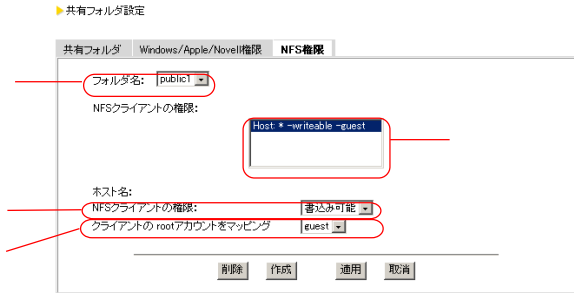 共有フォルダ設定
共有フォルダ Windows/Apple/Novell権限 NFS権限
フォルダ名: public1
NFSクライアントの権限:
Host: * -writeable -guest
ホスト名:
NFSクライアントの権限: 書込み可能
クライアントの rootアカウントをマッピング guest
削除 作成 適用 取消